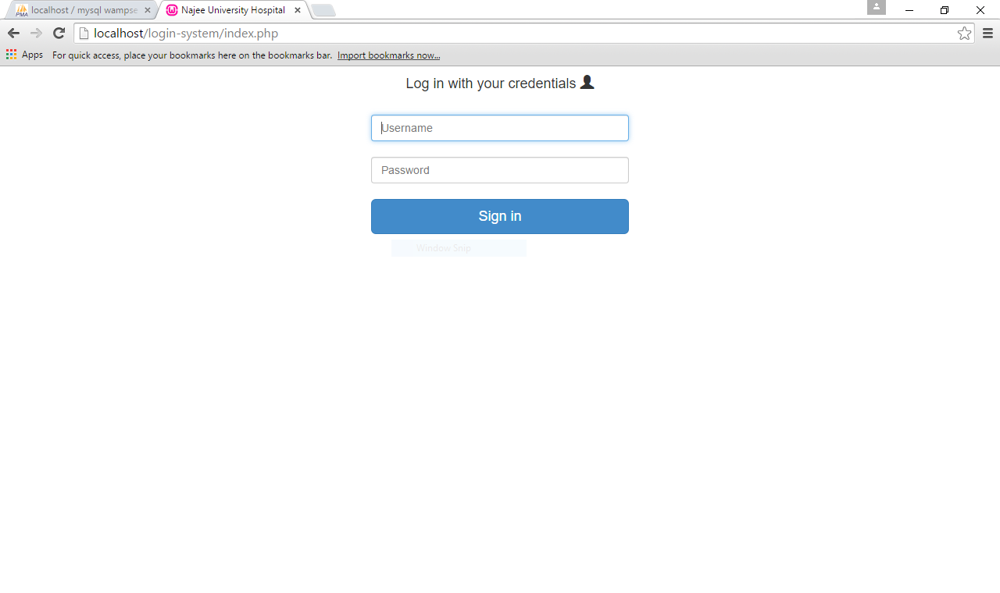 localhost / mysql wampse
Najee University Hospital
localhost/login-system/index.php
Apps For quick access, place your bookmarks here on the bookmarks bar. Import bookmarks now...
Log in with your credentials
Username
Password
Sign in
Window Snip
PMA